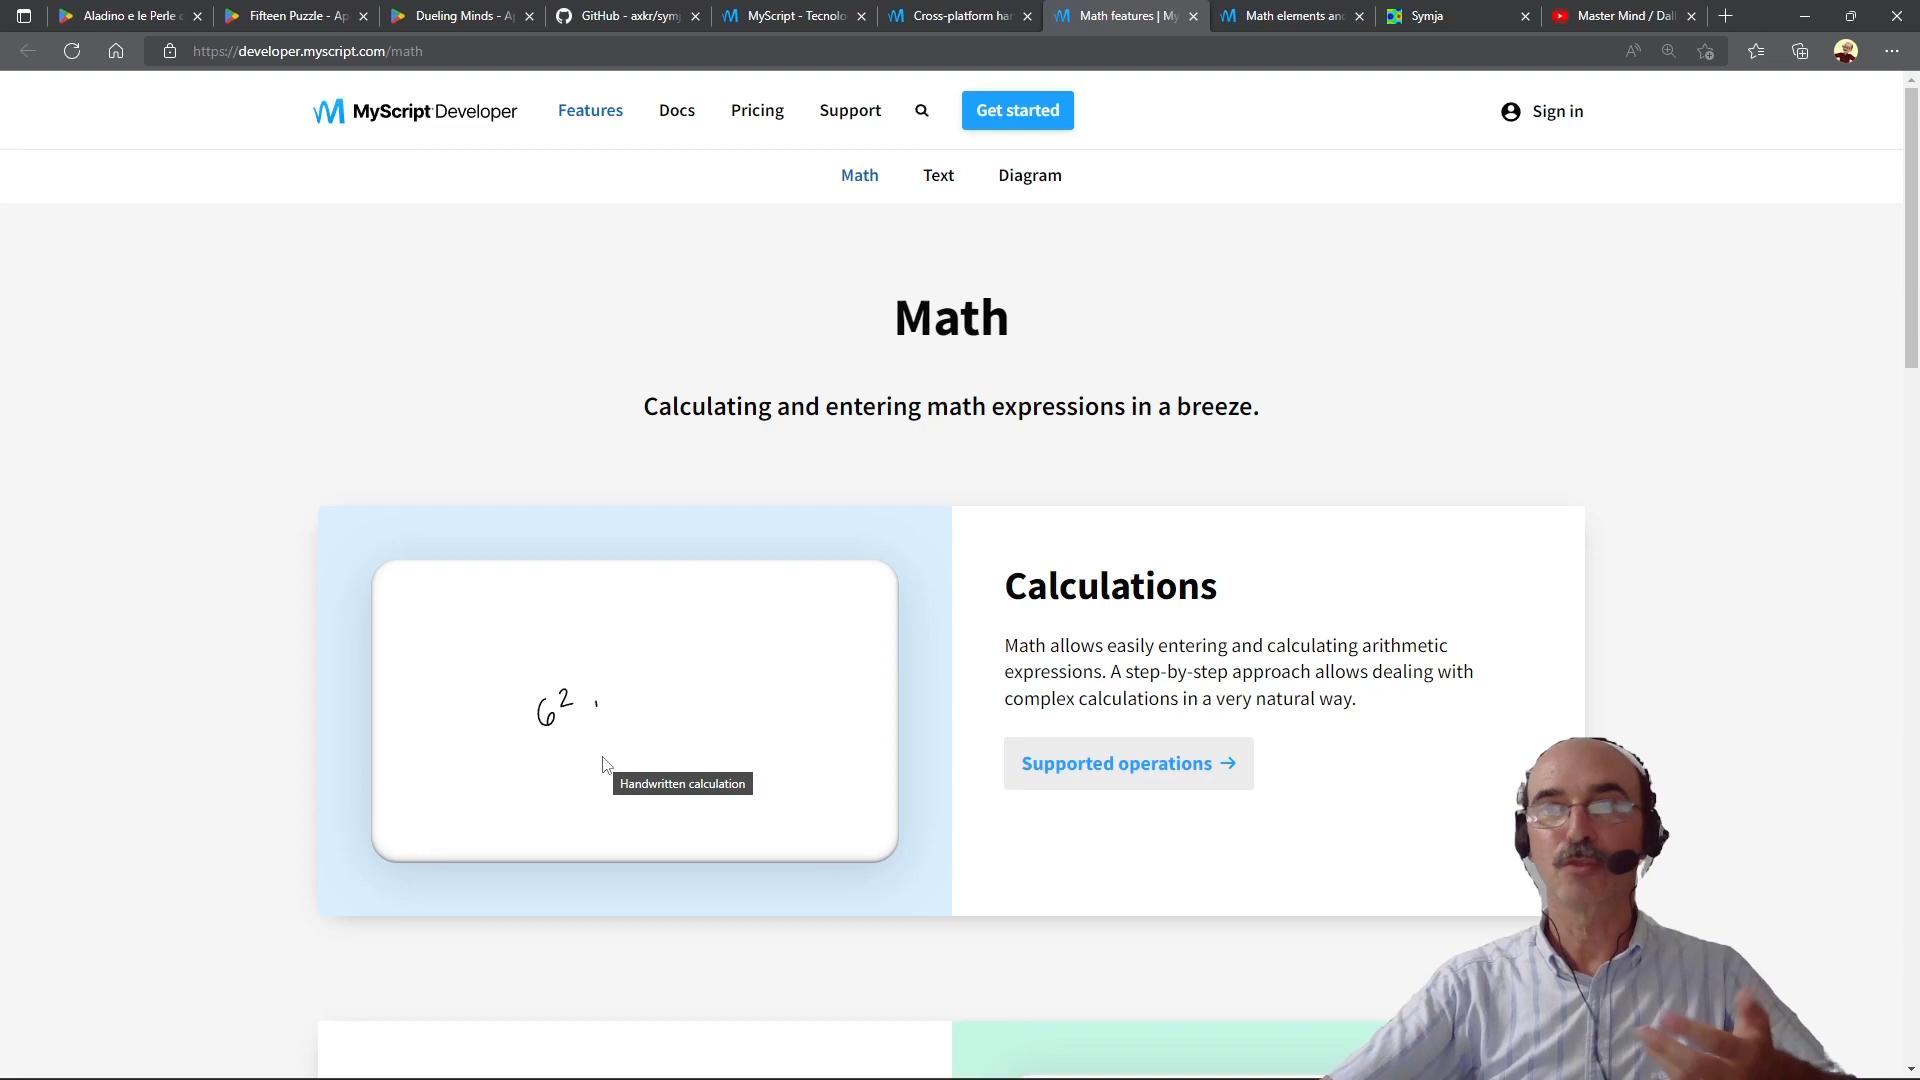 Aladino e le Perle
Fifteen Puzzle - Ap
Dueling Minds - A
GitHub - axkr/sym
MyScript - Tecnolo
Cross-platform ha
Math features | My
Math elements and
Symja
Master Mind / Dal
https://developer.myscript.com/math
MyScript Developer
Features
Docs
Pricing
Support
Get started
Sign in
Math
Text
Diagram
Math
Calculating and entering math expressions in a breeze.
6²
Handwritten calculation
Calculations
Math allows easily entering and calculating arithmetic
expressions. A step-by-step approach allows dealing with
complex calculations in a very natural way.
Supported operations →